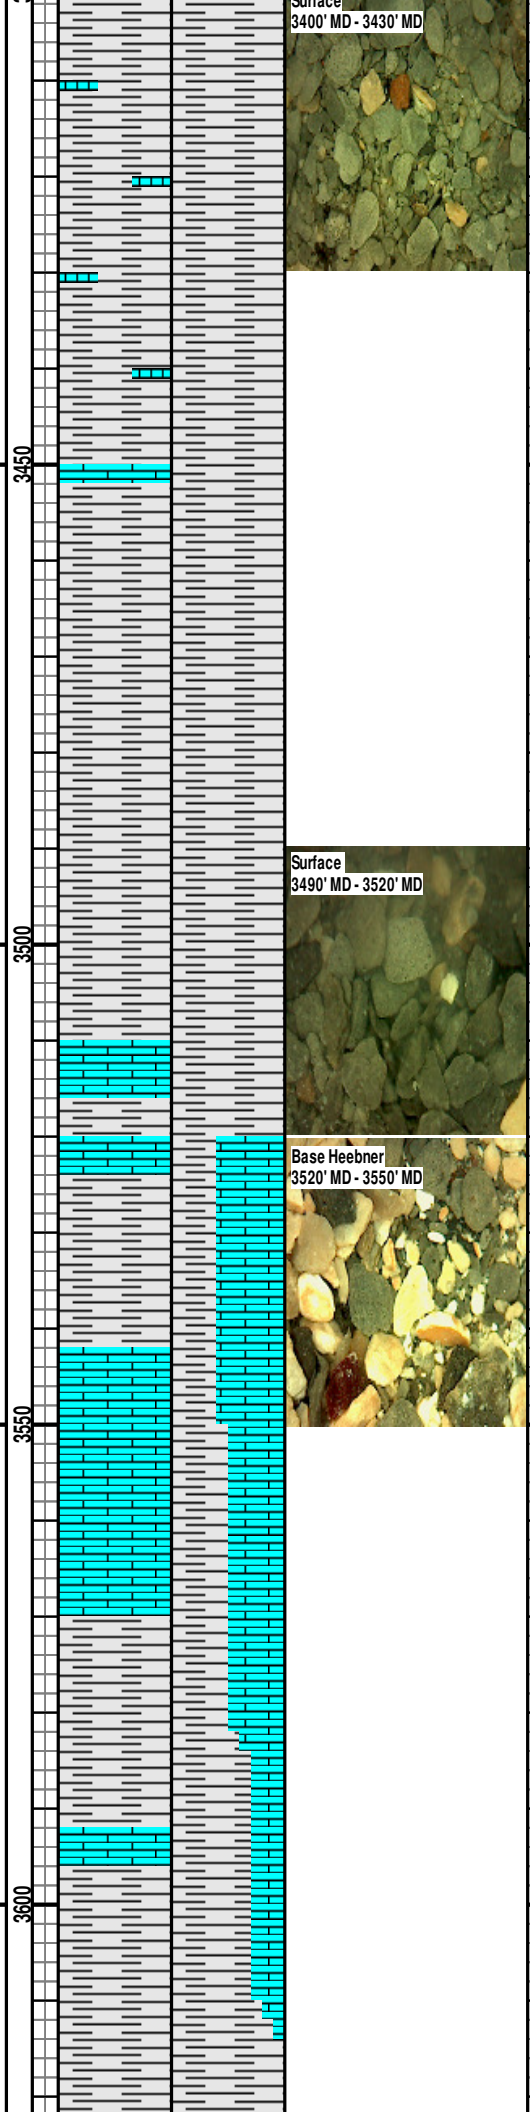 Surface
3400' MD - 3430' MD
3450
3500
Surface
3490' MD - 3520' MD
Base Heebner
3520' MD - 3550' MD
3550
3600